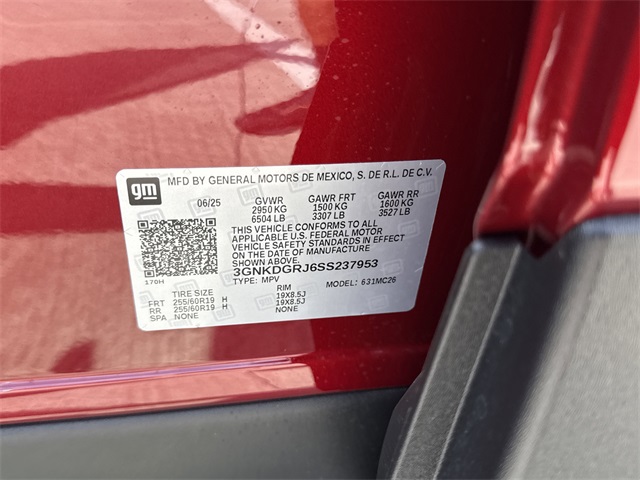 gm
MFD BY GENERAL MOTORS DE MEXICO, S. DE R.L. DE C.V.
06/25 GVWR GAWR FRT GAWR RR
2950 KG 1500 KG 1600 KG
6504 LB 3307 LB 3527 LB
THIS VEHICLE CONFORMS TO ALL
APPLICABLE U.S. FEDERAL MOTOR
VEHICLE SAFETY STANDARDS IN EFFECT
ON THE DATE OF MANUFACTURE
SHOWN ABOVE.
3GNKDGRJ6SS237953
170H TYPE: MPV MODEL: 631MC26
TIRE SIZE RIM
FRT 255/60R19 H 19X8.5J
RR 255/60R19 H 19X8.5J
SPA NONE NONE